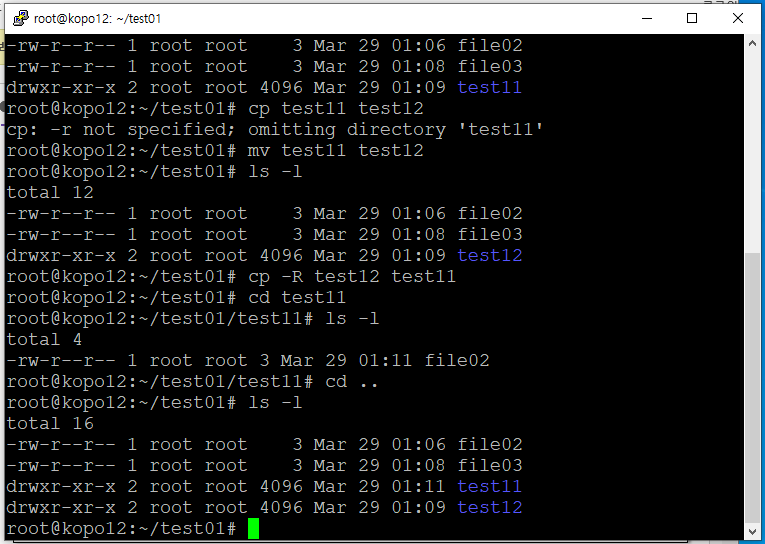 root@kopo12: ~/test01
-rw-r--r-- 1 root root    3 Mar 29 01:06 file02
-rw-r--r-- 1 root root    3 Mar 29 01:08 file03
drwxr-xr-x 2 root root 4096 Mar 29 01:09 test11
root@kopo12:~/test01# cp test11 test12
cp: -r not specified; omitting directory 'test11'
root@kopo12:~/test01# mv test11 test12
root@kopo12:~/test01# ls -l
total 12
-rw-r--r-- 1 root root    3 Mar 29 01:06 file02
-rw-r--r-- 1 root root    3 Mar 29 01:08 file03
drwxr-xr-x 2 root root 4096 Mar 29 01:09 test12
root@kopo12:~/test01# cp -R test12 test11
root@kopo12:~/test01# cd test11
root@kopo12:~/test01/test11# ls -l
total 4
-rw-r--r-- 1 root root 3 Mar 29 01:11 file02
root@kopo12:~/test01/test11# cd ..
root@kopo12:~/test01# ls -l
total 16
-rw-r--r-- 1 root root    3 Mar 29 01:06 file02
-rw-r--r-- 1 root root    3 Mar 29 01:08 file03
drwxr-xr-x 2 root root 4096 Mar 29 01:11 test11
drwxr-xr-x 2 root root 4096 Mar 29 01:09 test12
root@kopo12:~/test01#